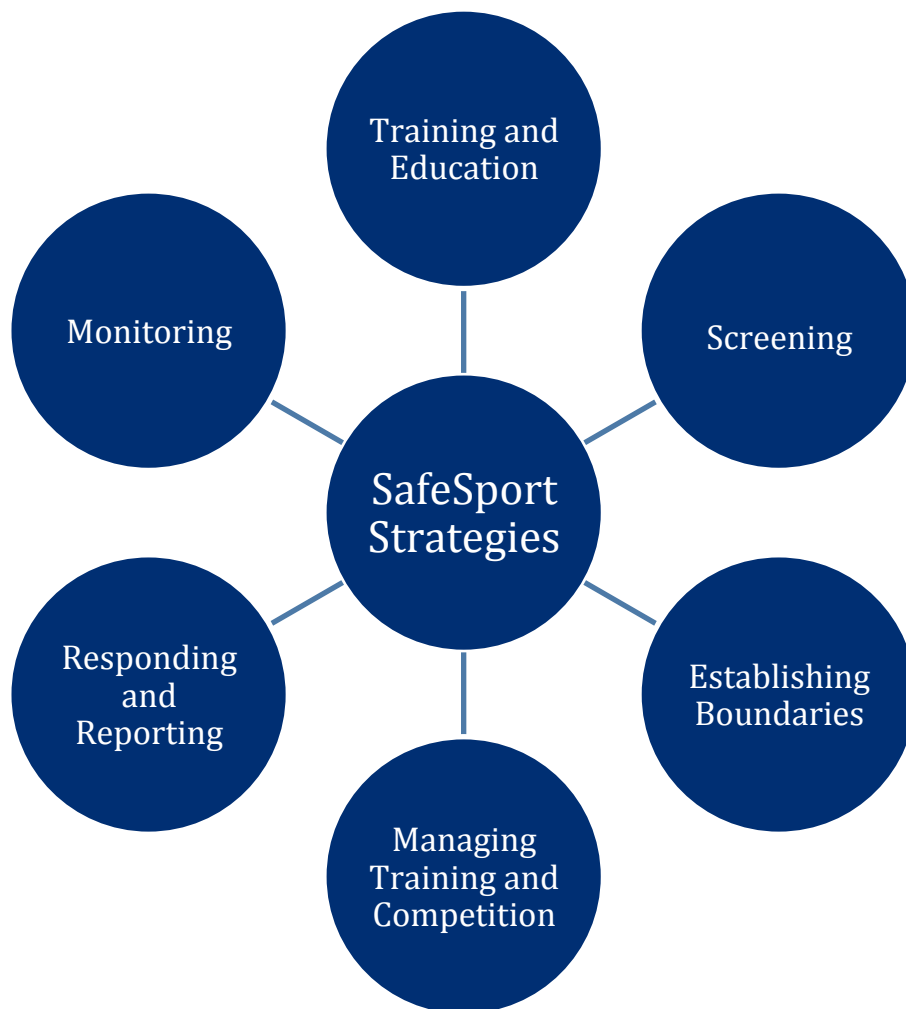 Training and
Education
Monitoring
Screening
SafeSport
Strategies
Responding
and
Reporting
Establishing
Boundaries
Managing
Training and
Competition